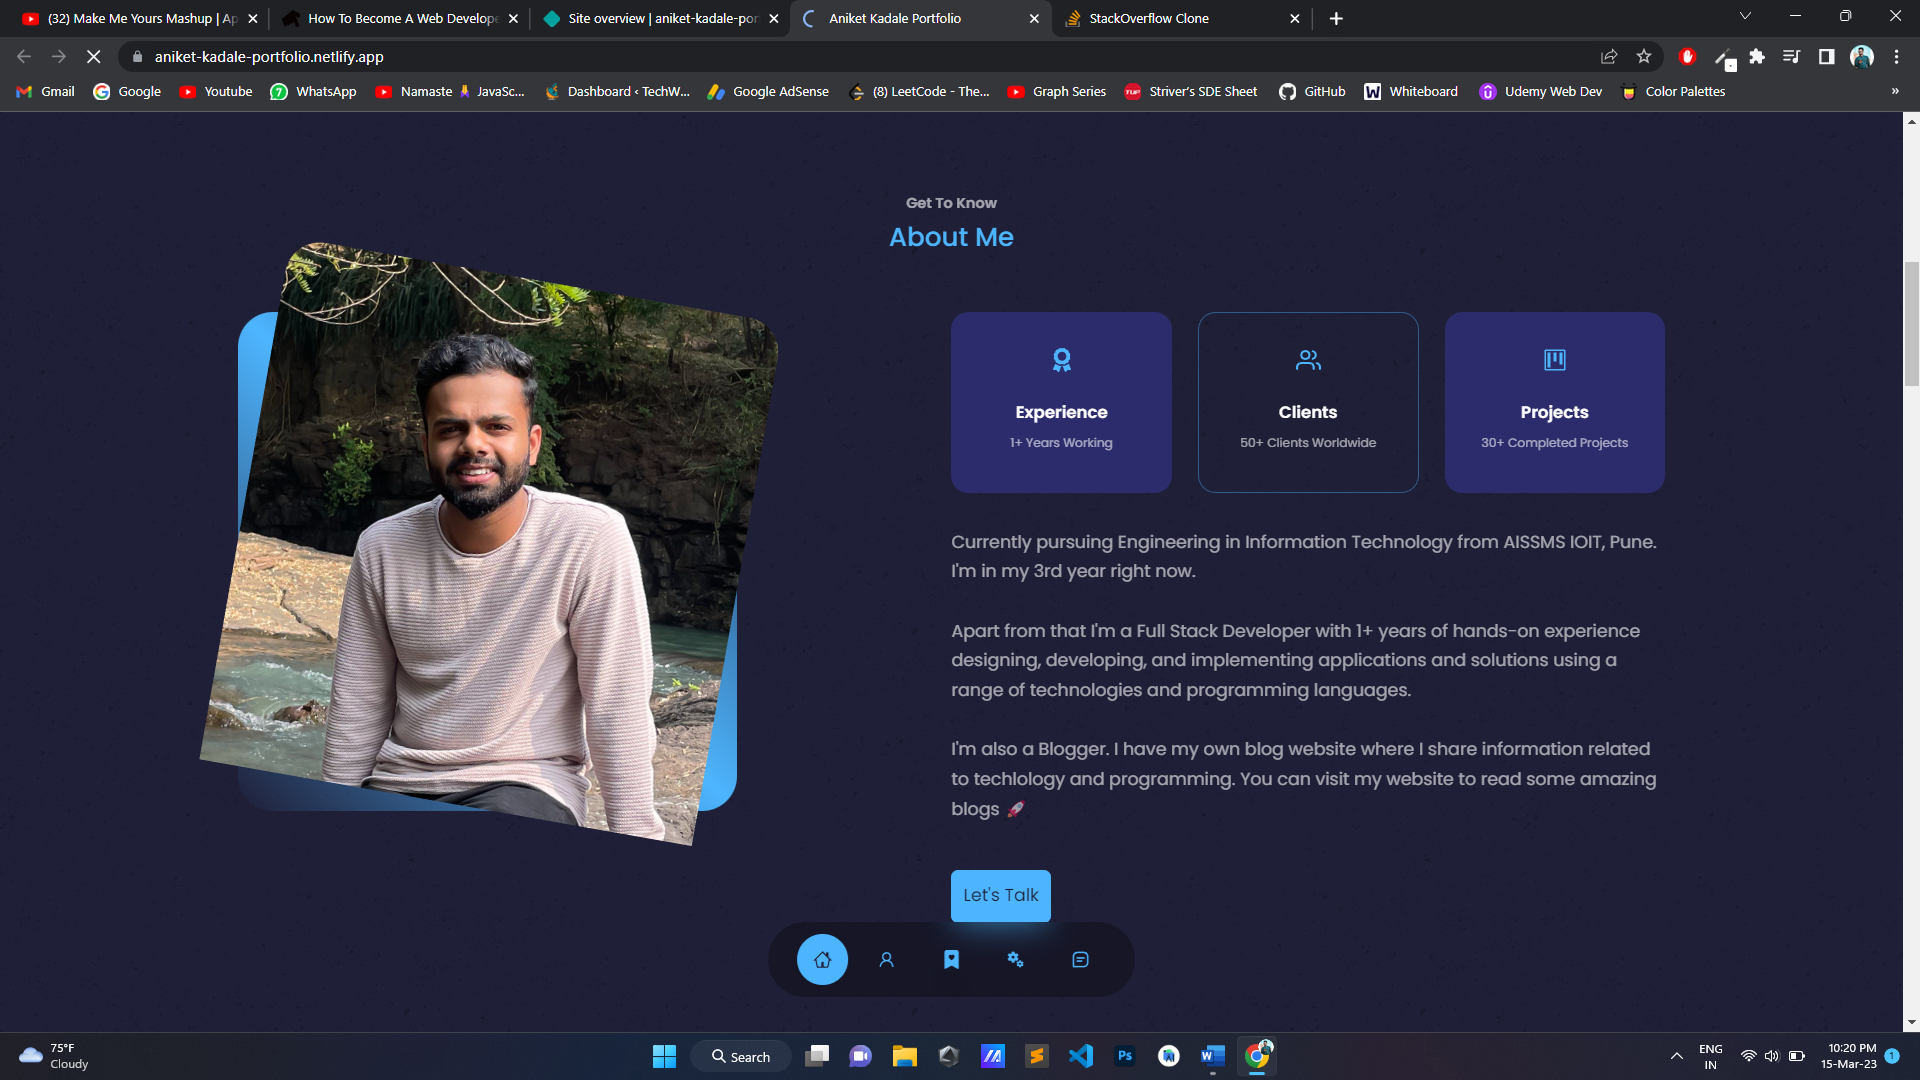 (32) Make Me Yours Mashup | Ap
How To Become A Web Develope
Site overview | aniket-kadale-por
Aniket Kadale Portfolio
StackOverflow Clone
aniket-kadale-portfolio.netlify.app
Gmail
Google
Youtube
WhatsApp
Namaste 🙏 JavaSc...
Dashboard ‹ TechW...
Google AdSense
(8) LeetCode - The...
Graph Series
Striver's SDE Sheet
GitHub
Whiteboard
Udemy Web Dev
Color Palettes
»
Get To Know
About Me
Experience
1+ Years Working
Clients
50+ Clients Worldwide
Projects
30+ Completed Projects
Currently pursuing Engineering in Information Technology from AISSMS IOIT, Pune.
I'm in my 3rd year right now.
Apart from that I'm a Full Stack Developer with 1+ years of hands-on experience
designing, developing, and implementing applications and solutions using a
range of technologies and programming languages.
I'm also a Blogger. I have my own blog website where I share information related
to techlology and programming. You can visit my website to read some amazing
blogs 🚀
Let's Talk
75°F
Cloudy
Search
Ps
W
ENG
IN
10:20 PM
15-Mar-23
1